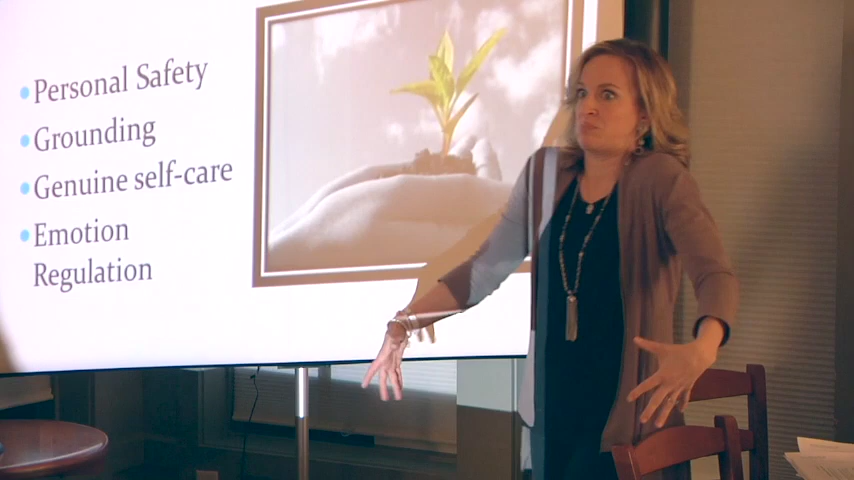 • Personal Safety
• Grounding
• Genuine self-care
• Emotion
Regulation